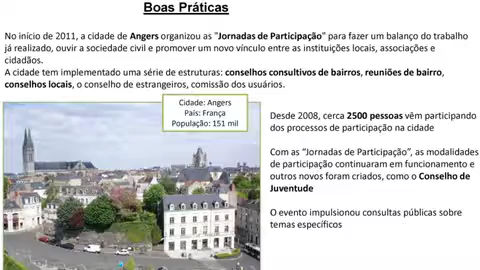 Boas Práticas
No início de 2011, a cidade de Angers organizou as "Jornadas de Participação" para fazer um balanço do trabalho
já realizado, ouvir a sociedade civil e promover um novo vínculo entre as instituições locais, associações e
cidadãos.
A cidade tem implementado uma série de estruturas: conselhos consultivos de bairros, reuniões de bairro,
conselhos locais, o conselho de estrangeiros, comissão dos usuários.
Cidade: Angers
País: França
População: 151 mil
Desde 2008, cerca 2500 pessoas vêm participando
dos processos de participação na cidade
Com as “Jornadas de Participação”, as modalidades
de participação continuaram em funcionamento e
outros novos foram criados, como o Conselho de
Juventude
O evento impulsionou consultas públicas sobre
temas específicos